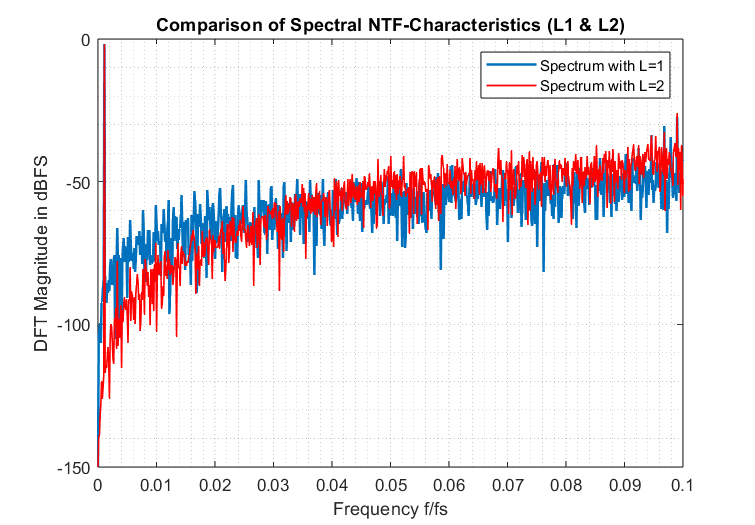 Comparison of Spectral NTF-Characteristics (L1 & L2)
Spectrum with L=1
Spectrum with L=2
DFT Magnitude in dBFS
0
-50
-100
-150
0 0.01 0.02 0.03 0.04 0.05 0.06 0.07 0.08 0.09 0.1
Frequency f/fs